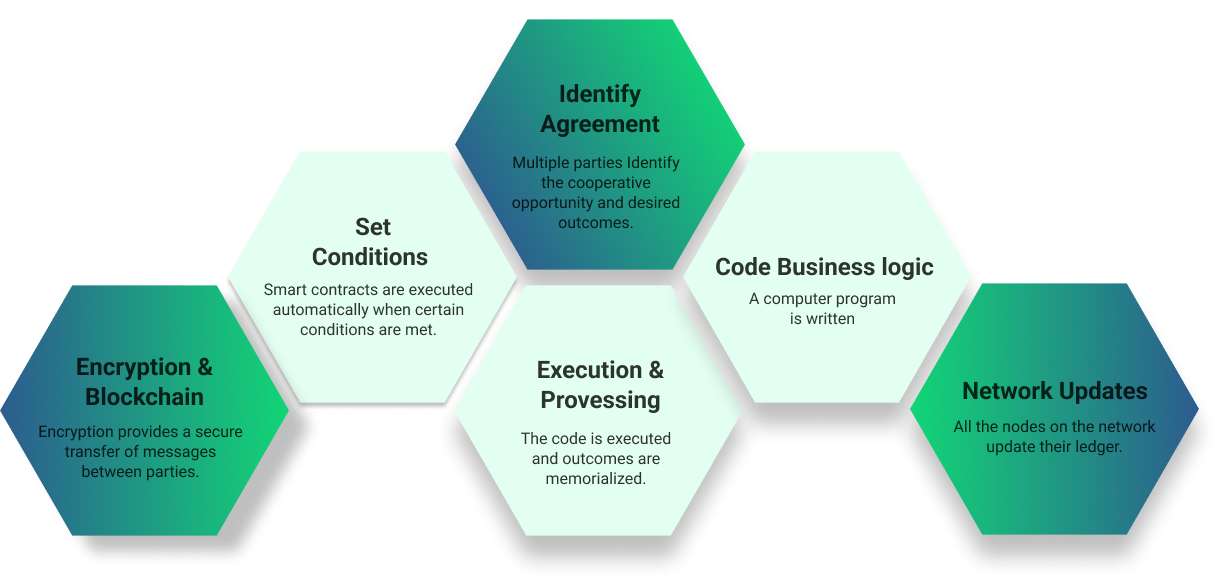 Identify
Agreement
Multiple parties Identify
the cooperative
opportunity and desired
outcomes.
Set
Conditions
Smart contracts are executed
automatically when certain
conditions are met.
Code Business logic
A computer program
is written
Encryption &
Blockchain
Encryption provides a secure
transfer of messages
between parties.
Execution &
Provessing
The code is executed
and outcomes are
memorialized.
Network Updates
All the nodes on the network
update their ledger.